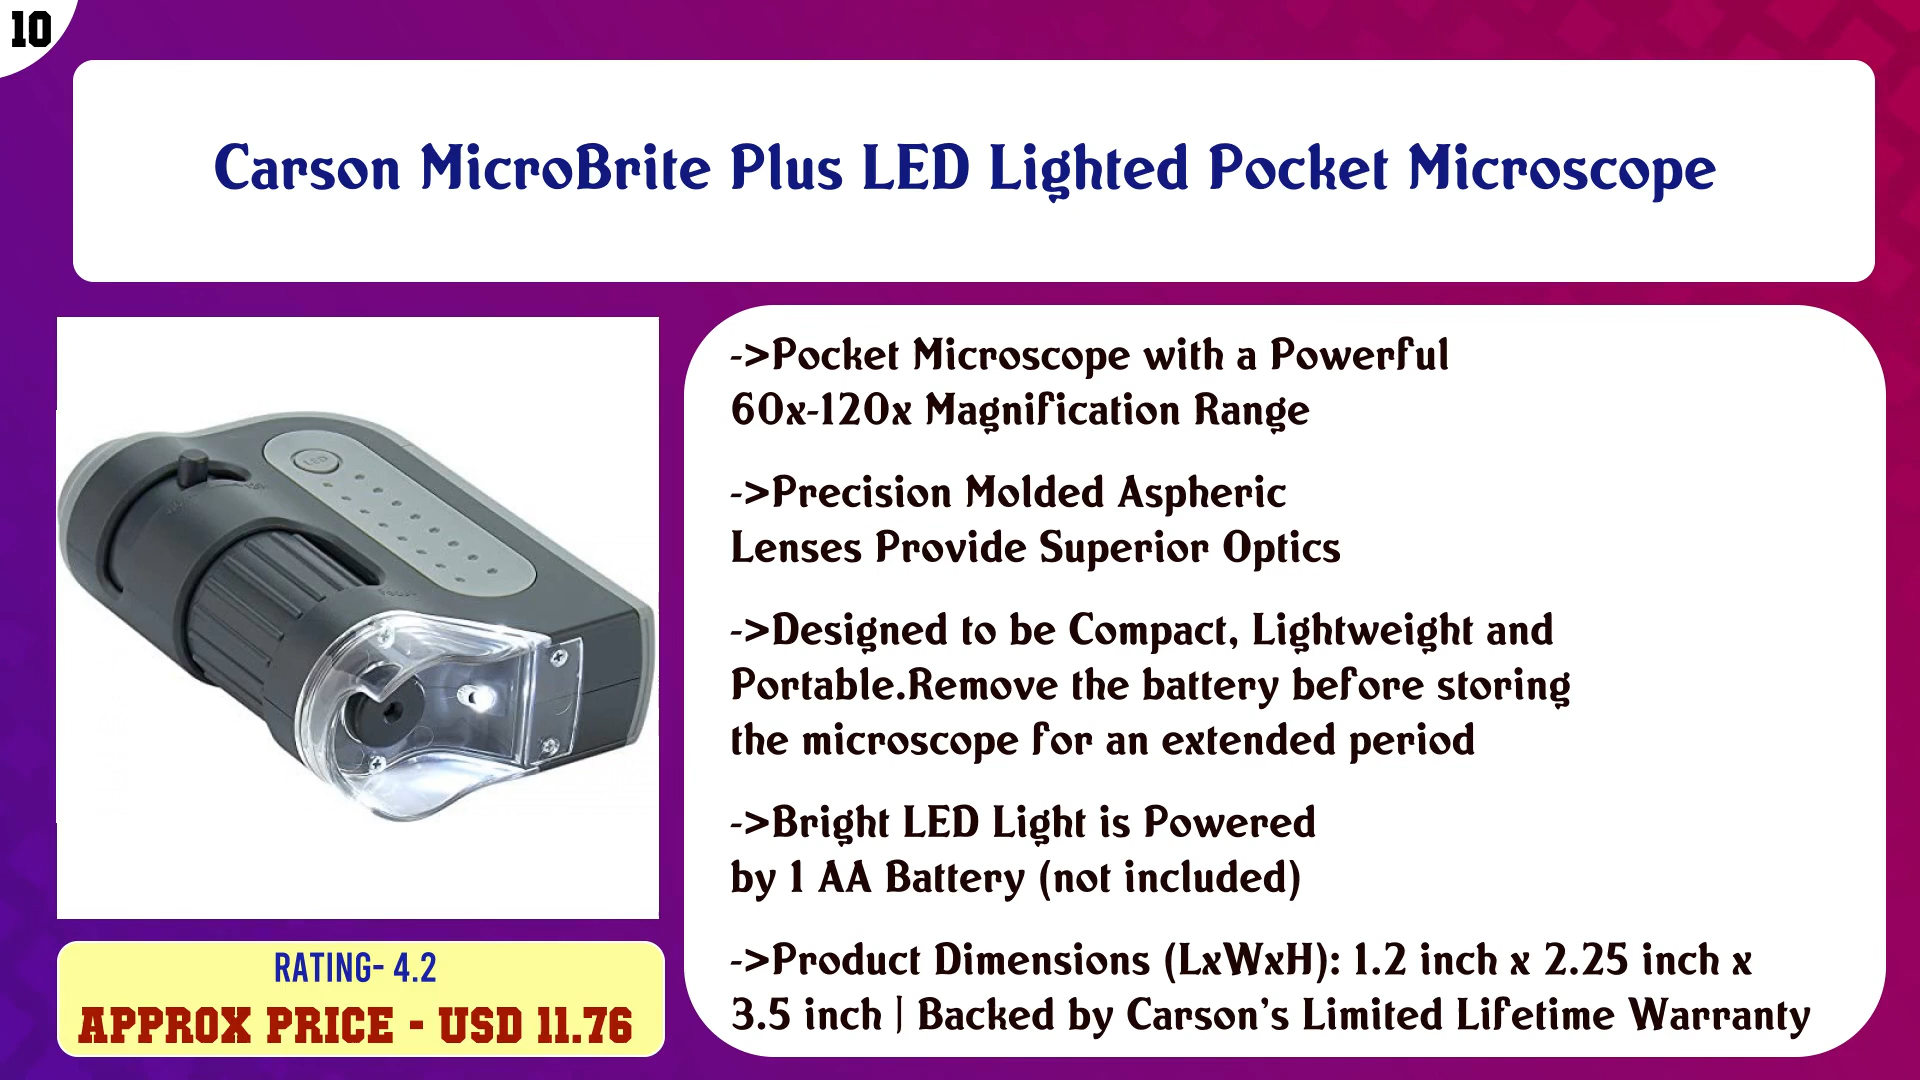 10
Carson MicroBrite Plus LED Lighted Pocket Microscope
->Pocket Microscope with a Powerful
60x-120x Magnification Range
->Precision Molded Aspheric
Lenses Provide Superior Optics
->Designed to be Compact, Lightweight and
Portable.Remove the battery before storing
the microscope for an extended period
->Bright LED Light is Powered
by 1 AA Battery (not included)
->Product Dimensions (LxWxH): 1.2 inch x 2.25 inch x
3.5 inch | Backed by Carson's Limited Lifetime Warranty
LED
RATING- 4.2
APPROX PRICE - USD 11.76